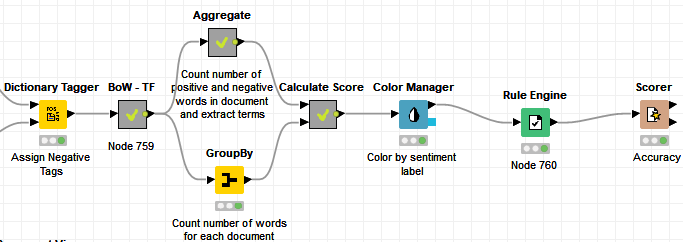 Aggregate
Count number of
positive and negative
words in document
and extract terms
Dictionary Tagger
POS
NEG
Assign Negative
Tags
BoW - TF
Node 759
GroupBy
Count number of words
for each document
Calculate Score
Color Manager
Color by sentiment
label
Rule Engine
Node 760
Scorer
Accuracy